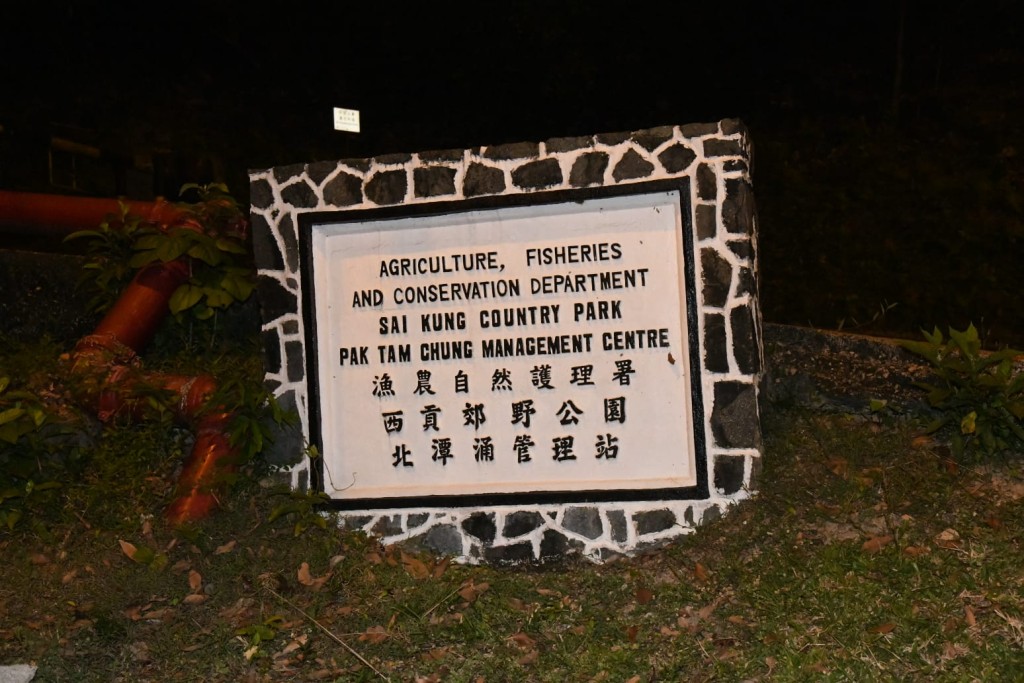 AGRICULTURE, FISHERIES
AND CONSERVATION DEPARTMENT
SAI KUNG COUNTRY PARK
PAK TAM CHUNG MANAGEMENT CENTRE
漁農自然護理署
西貢郊野公園
北潭涌管理站